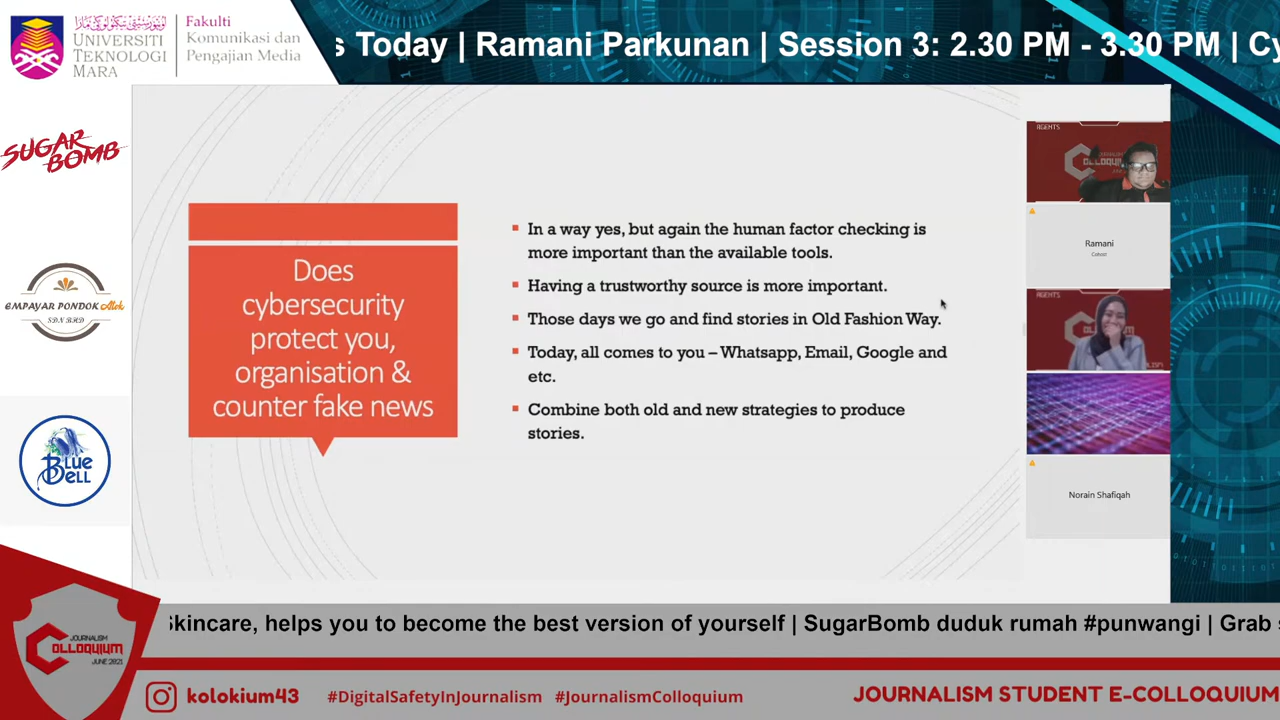 UNIVERSITI
TEKNOLOGI
MARA
Fakulti
Komunikasi dan
Pengajian Media
s Today | Ramani Parkunan | Session 3: 2.30 PM - 3.30 PM | Cy
SUGAR
BOMB
EMPAYAR PONDOK Atok
SDN BHD
BLUE
BELL
Does
cybersecurity
protect you,
organisation &
counter fake news
In a way yes, but again the human factor checking is
more important than the available tools.
Having a trustworthy source is more important.
Those days we go and find stories in Old Fashion Way.
Today, all comes to you – Whatsapp, Email, Google and
etc.
Combine both old and new strategies to produce
stories.
COLLOQUIUM
Ramani
Cohost
Norain Shafiqah
Skincare, helps you to become the best version of yourself | SugarBomb duduk rumah #punwangi | Grab s
JOURNALISM
COLLOQUIUM
JUNE 2021
kolokium43
#DigitalSafetyInJournalism #JournalismColloquium
JOURNALISM STUDENT E-COLLOQUIUM